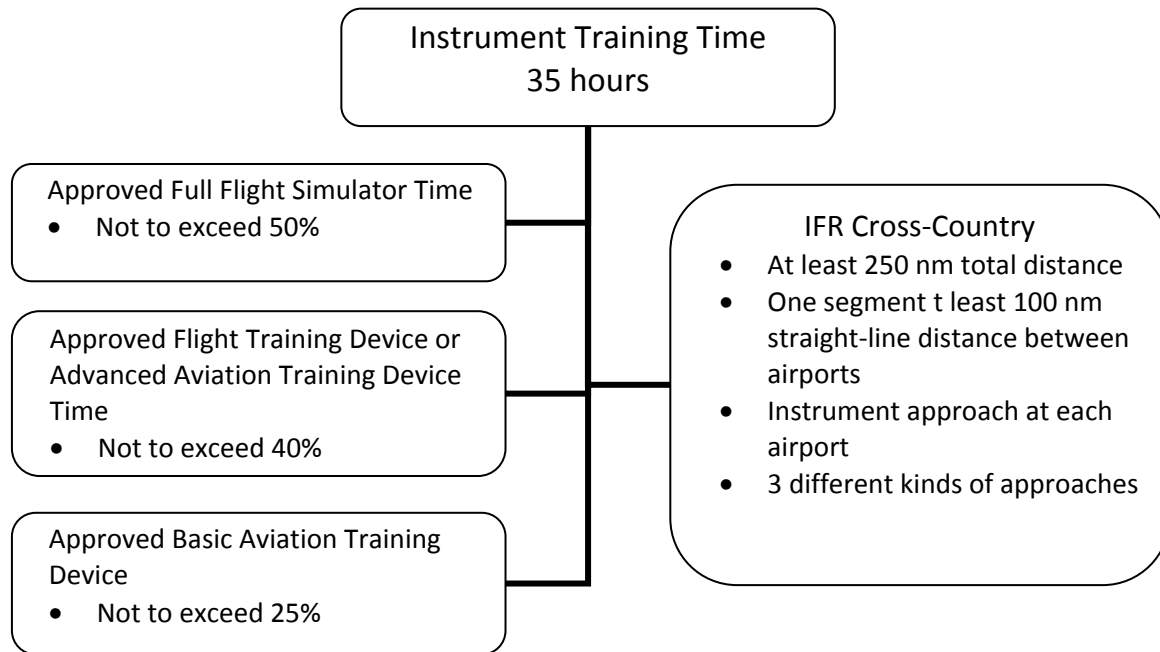 Instrument Training Time
35 hours
Approved Full Flight Simulator Time
• Not to exceed 50%
Approved Flight Training Device or
Advanced Aviation Training Device
Time
• Not to exceed 40%
Approved Basic Aviation Training
Device
• Not to exceed 25%
IFR Cross-Country
• At least 250 nm total distance
• One segment t least 100 nm
straight-line distance between
airports
• Instrument approach at each
airport
• 3 different kinds of approaches